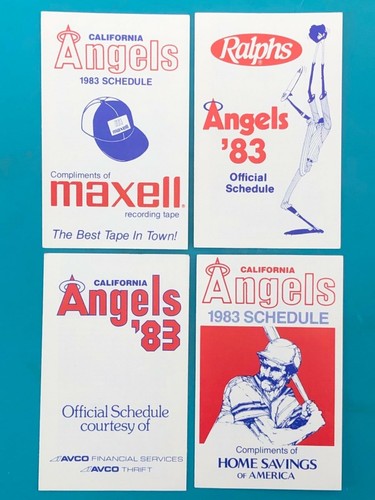 CALIFORNIA
Angels
1983 SCHEDULE
maxell
Compliments of
maxell®
recording tape
The Best Tape In Town!
Ralphs
Angels
'83
Official
Schedule
CALIFORNIA
Angels
'83
Official Schedule
courtesy of
AVCO FINANCIAL SERVICES
AVCO THRIFT
CALIFORNIA
Angels
1983 SCHEDULE
Compliments of
HOME SAVINGS
OF AMERICA